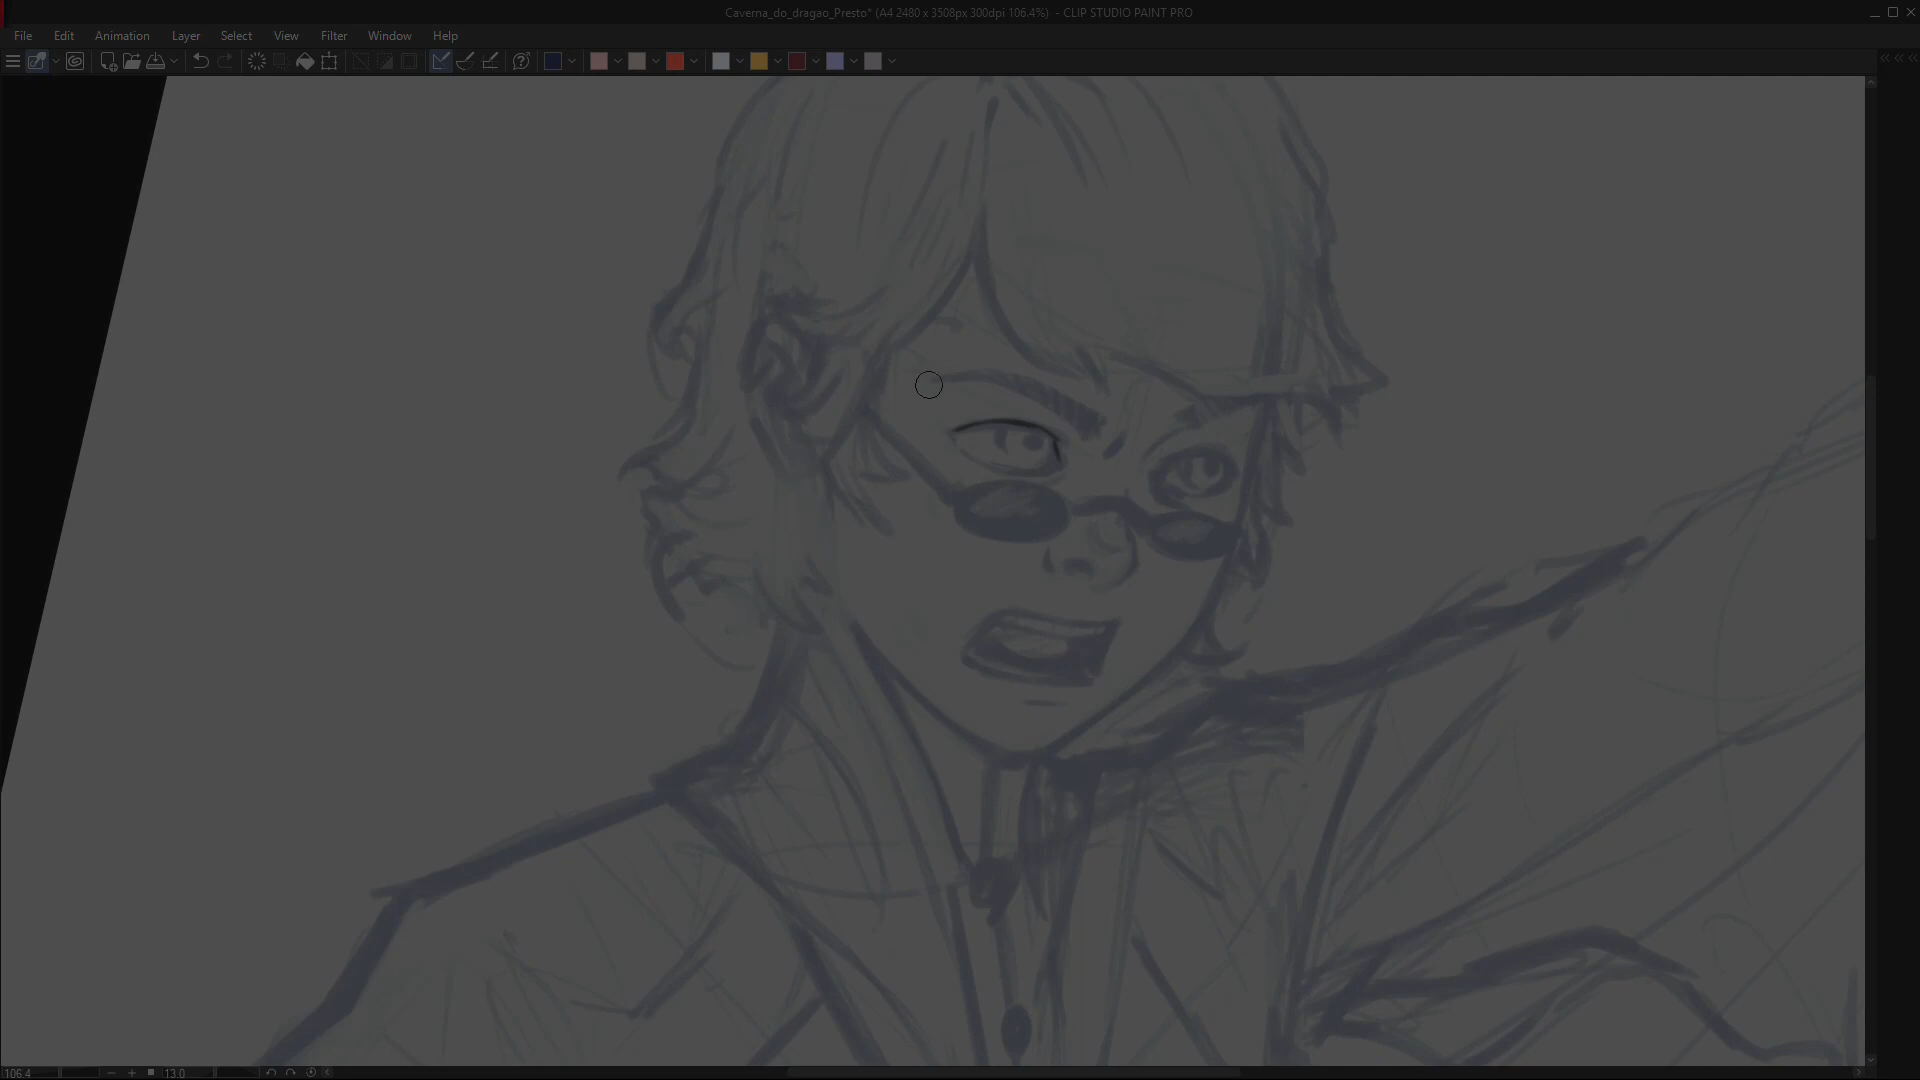 Caverna_do_dragao_Presto* (A4 2480 x 3508px 300dpi 106.4%) - CLIP STUDIO PAINT PRO
File Edit Animation Layer Select View Filter Window Help
106.4 13.0